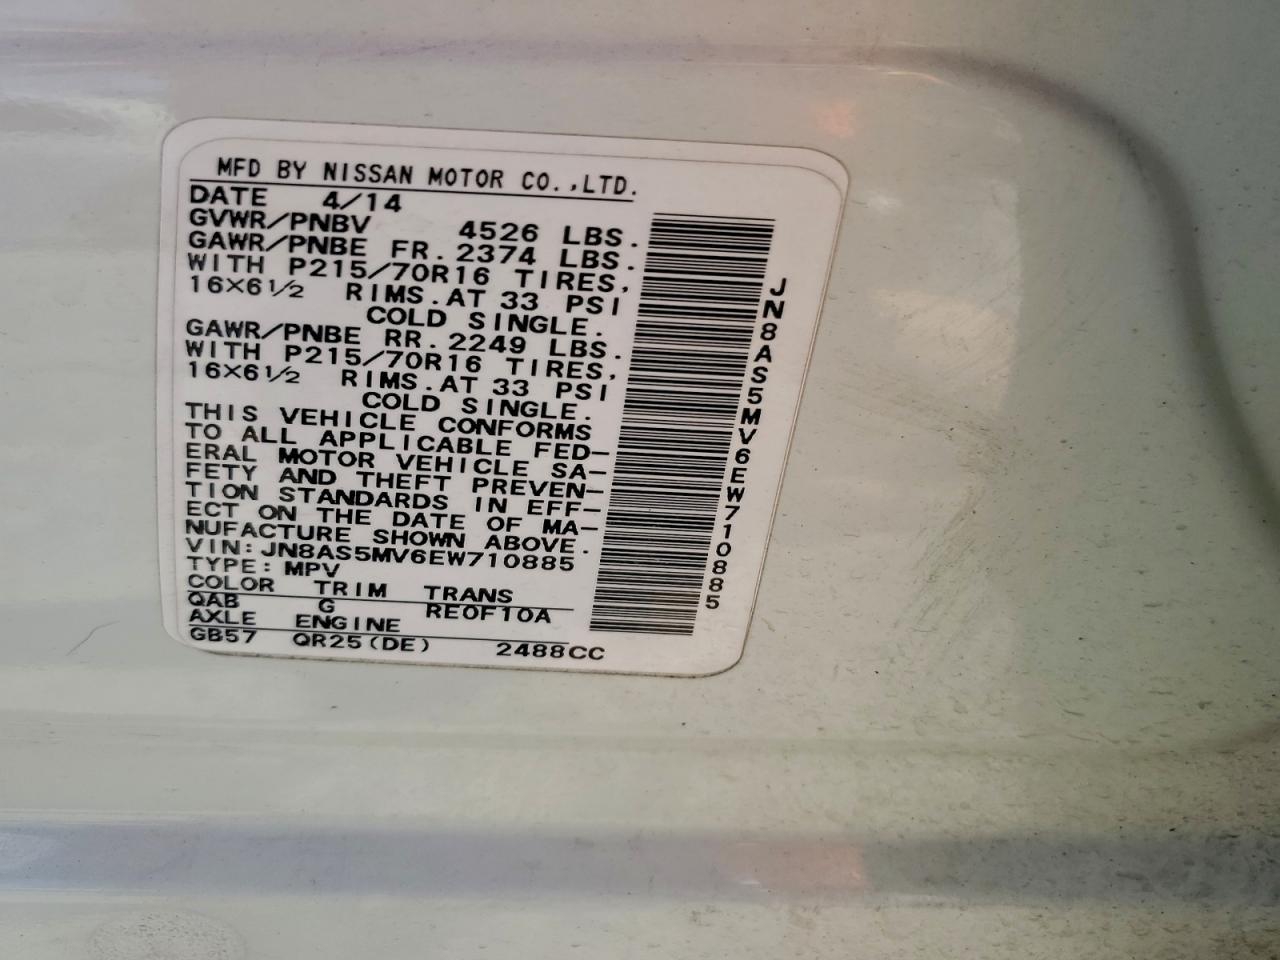 MFD BY NISSAN MOTOR CO.,LTD.
DATE 4/14
GVWR/PNBV 4526 LBS.
GAWR/PNBE FR. 2374 LBS.
WITH P215/70R16 TIRES,
16×6½ RIMS. AT 33 PSI
COLD SINGLE.
GAWR/PNBE RR. 2249 LBS.
WITH P215/70R16 TIRES,
16×6½ RIMS. AT 33 PSI
COLD SINGLE.
THIS VEHICLE CONFORMS
TO ALL APPLICABLE FED-
ERAL MOTOR VEHICLE SA-
FETY AND THEFT PREVEN-
TION STANDARDS IN EFF-
ECT ON THE DATE OF MA-
NUFACTURE SHOWN ABOVE.
VIN: JN8AS5MV6EW710885
TYPE: MPV
COLOR TRIM TRANS
QAB G RE0F10A
AXLE ENGINE
GB57 QR25(DE) 2488CC
JN8AS5MV6EW710885